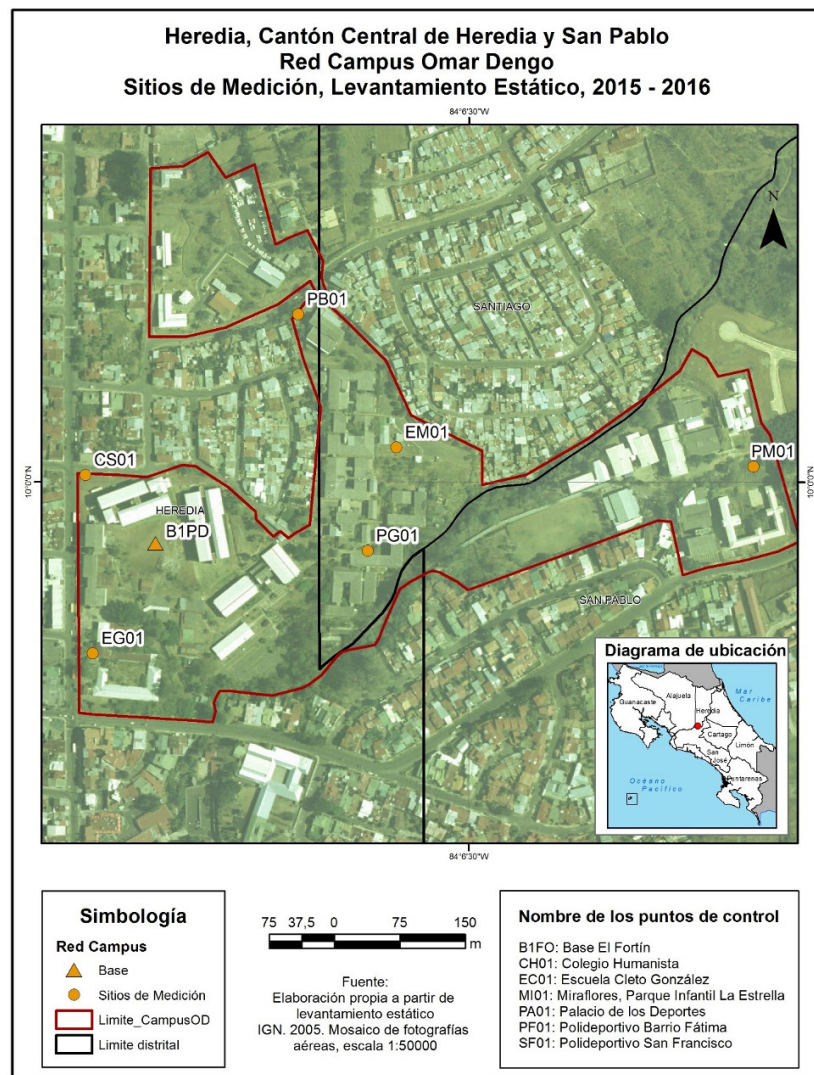 Heredia, Cantón Central de Heredia y San Pablo
Red Campus Omar Dengo
Sitios de Medición, Levantamiento Estático, 2015 - 2016
84°6'30"W
N
PB01
SANTIAGO
EM01
CS01
PM01
10°0'0"N
10°0'0"N
HEREDIA
B1PD
PG01
SAN PABLO
EG01
Diagrama de ubicación
Guanacaste
Alajuela
Heredia
Mar
Caribe
Cartago
Limón
San
José
Puntarenas
Océano
Pacífico
84°6'30"W
Simbología
Red Campus
Base
Sitios de Medición
Limite_CampusOD
Limite distrital
75 37,5 0 75 150
m
Fuente:
Elaboración propia a partir de
levantamiento estático
IGN. 2005. Mosaico de fotografías
aéreas, escala 1:50000
Nombre de los puntos de control
B1FO: Base El Fortín
CH01: Colegio Humanista
EC01: Escuela Cleto González
MI01: Miraflores, Parque Infantil La Estrella
PA01: Palacio de los Deportes
PF01: Polideportivo Barrio Fátima
SF01: Polideportivo San Francisco